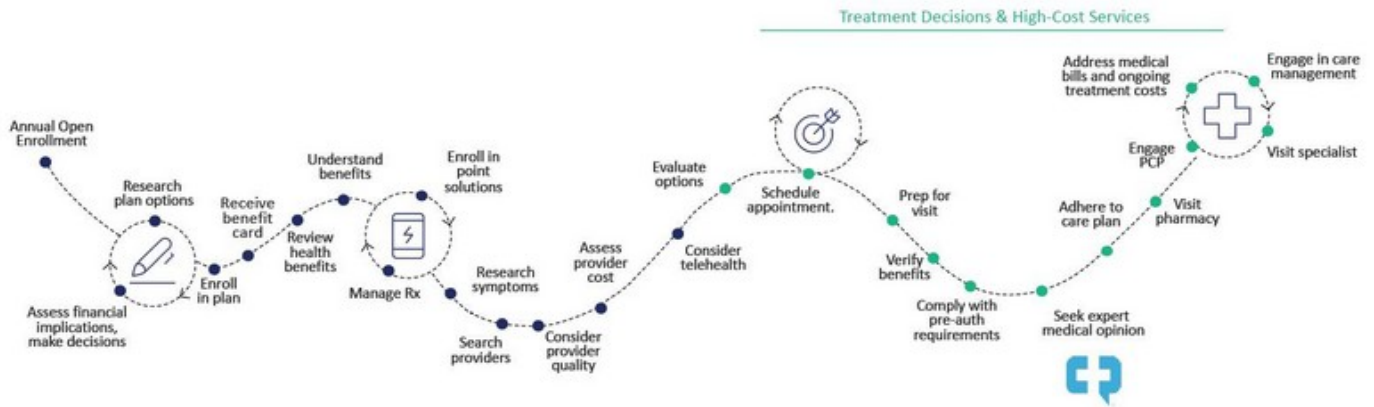 Treatment Decisions & High-Cost Services
Annual Open
Enrollment
Research
plan options
Assess financial
implications,
make decisions
Enroll
in plan
Receive
benefit
card
Review
health
benefits
Understand
benefits
Enroll in
point
solutions
Manage Rx
Research
symptoms
Search
providers
Consider
provider
quality
Assess
provider
cost
Consider
telehealth
Evaluate
options
Schedule
appointment.
Prep for
visit
Verify
benefits
Comply with
pre-auth
requirements
Seek expert
medical opinion
Adhere to
care plan
Visit
pharmacy
Engage
PCP
Address medical
bills and ongoing
treatment costs
Engage in care
management
Visit specialist